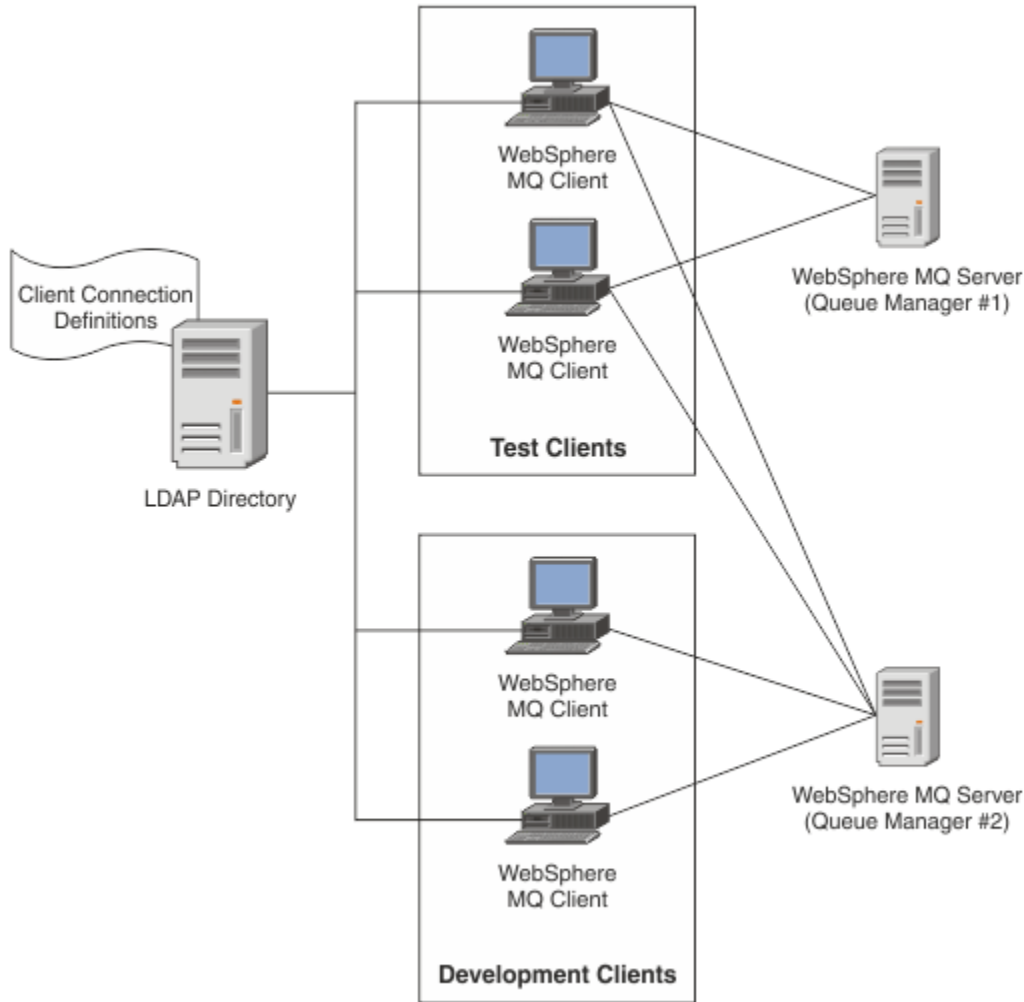 WebSphere
MQ Client
WebSphere
MQ Client
Test Clients
Client Connection
Definitions
LDAP Directory
WebSphere MQ Server
(Queue Manager #1)
WebSphere
MQ Client
WebSphere
MQ Client
Development Clients
WebSphere MQ Server
(Queue Manager #2)